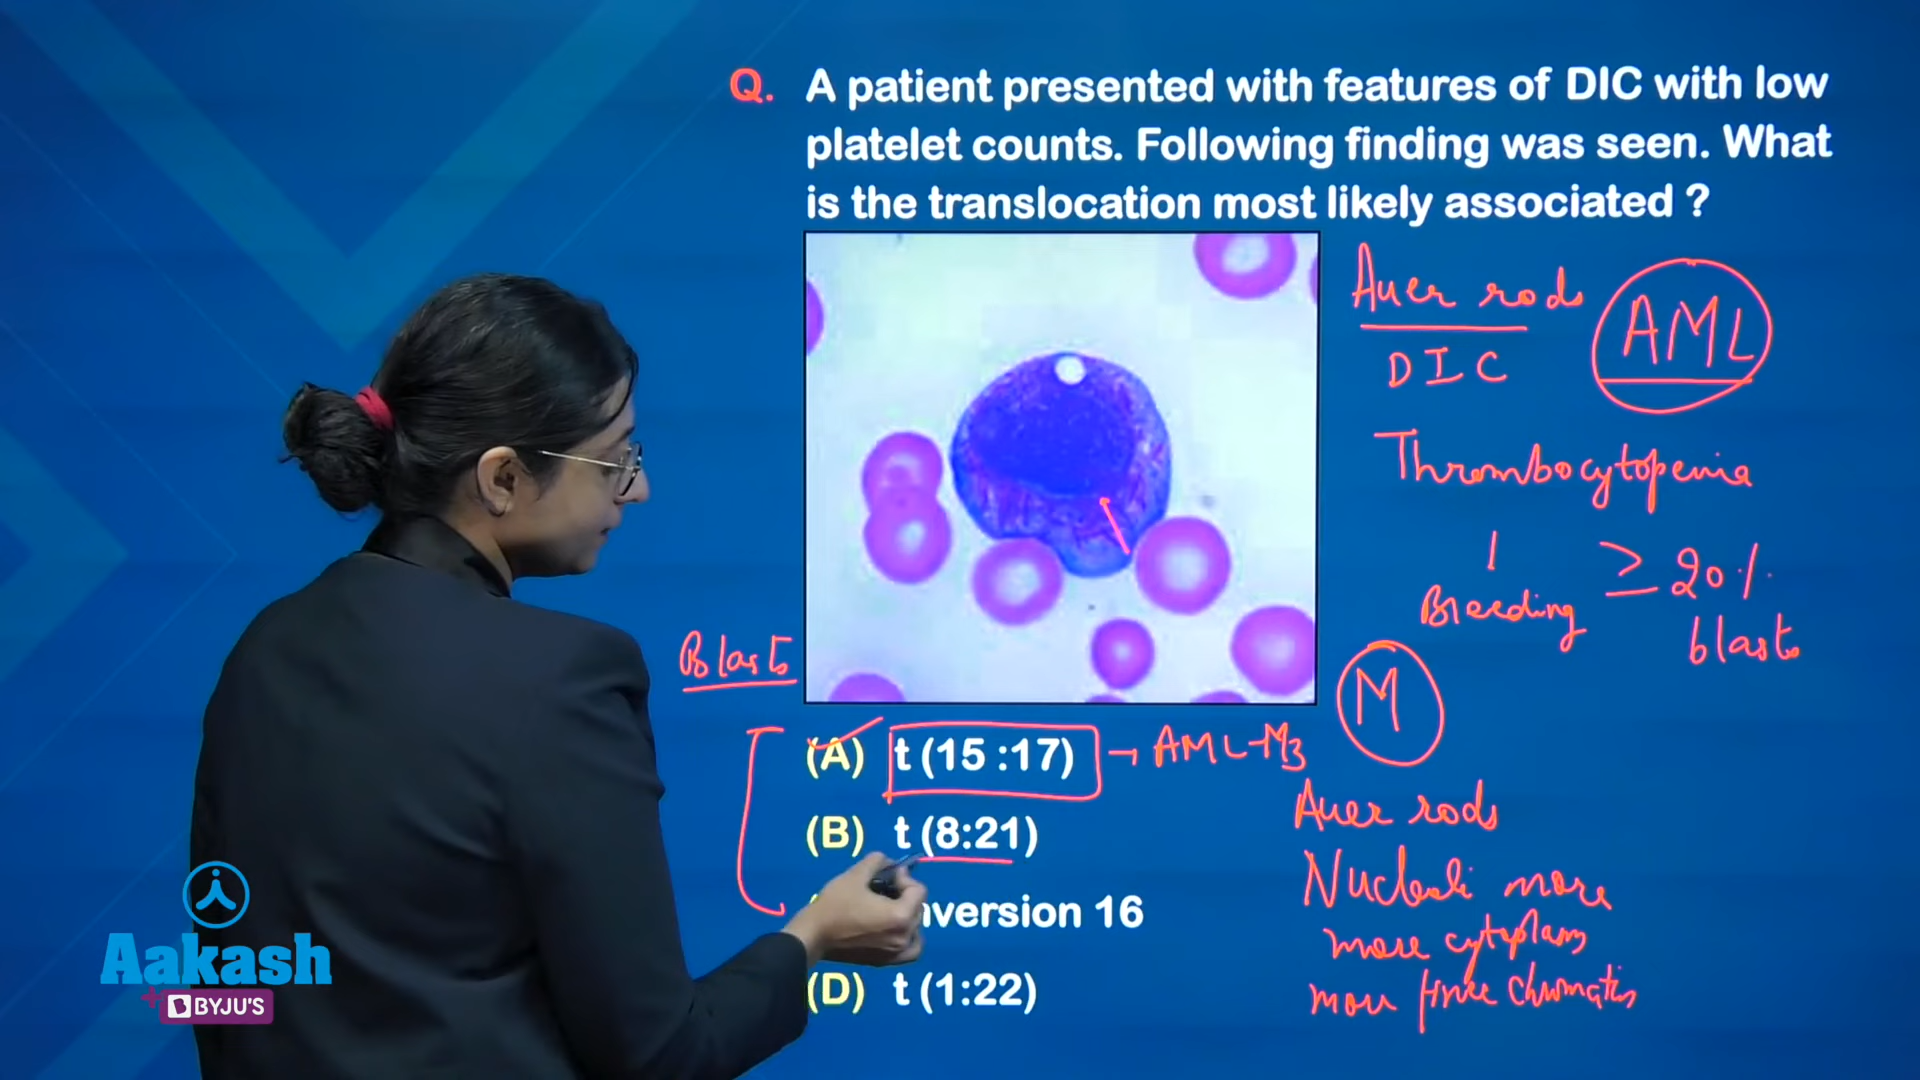 Q. A patient presented with features of DIC with low
platelet counts. Following finding was seen. What
is the translocation most likely associated ?
Auer rods
AML
DIC
Thrombocytopenia
Bleeding
≥ 20%
blasts
Blasts
M
(A) t (15 :17) → AML-M3
(B) t (8:21)
nversion 16
(D) t (1:22)
Auer rods
Nucleoli more
more cytoplasm
more fine chromatin
Aakash
+ BYJU'S